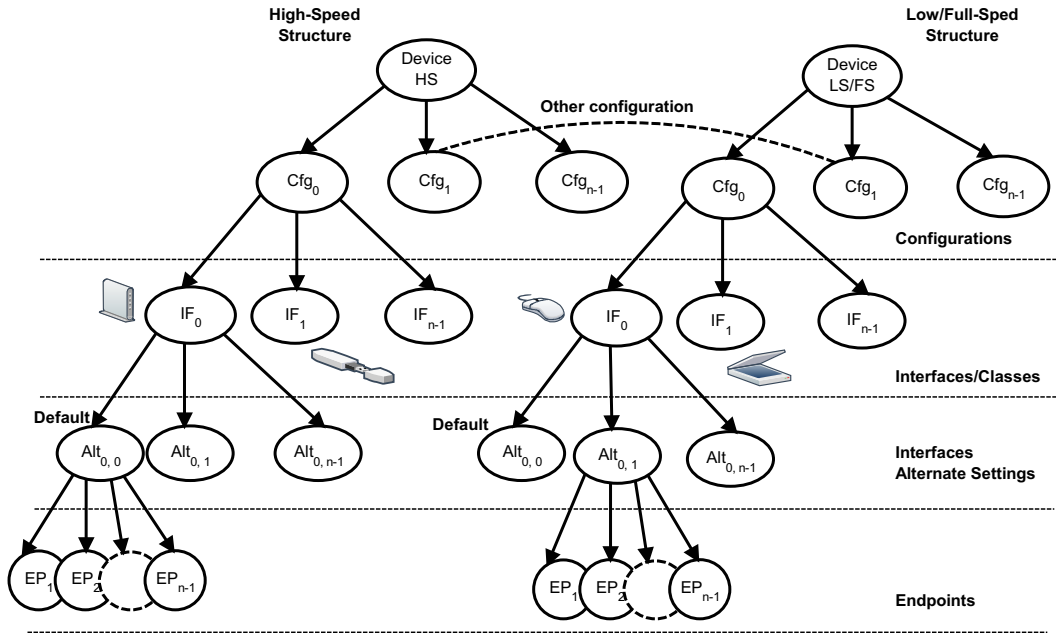 High-Speed
Structure
Low/Full-Sped
Structure
Device
HS
Device
LS/FS
Other configuration
Cfg0
Cfg1
Cfgn-1
Cfg0
Cfg1
Cfgn-1
Configurations
IF0
IF1
IFn-1
IF0
IF1
IFn-1
Interfaces/Classes
Default
Default
Alt0, 0
Alt0, 1
Alt0, n-1
Alt0, 0
Alt0, 1
Alt0, n-1
Interfaces
Alternate Settings
EP1
EP2
EPn-1
EP1
EP2
EPn-1
Endpoints